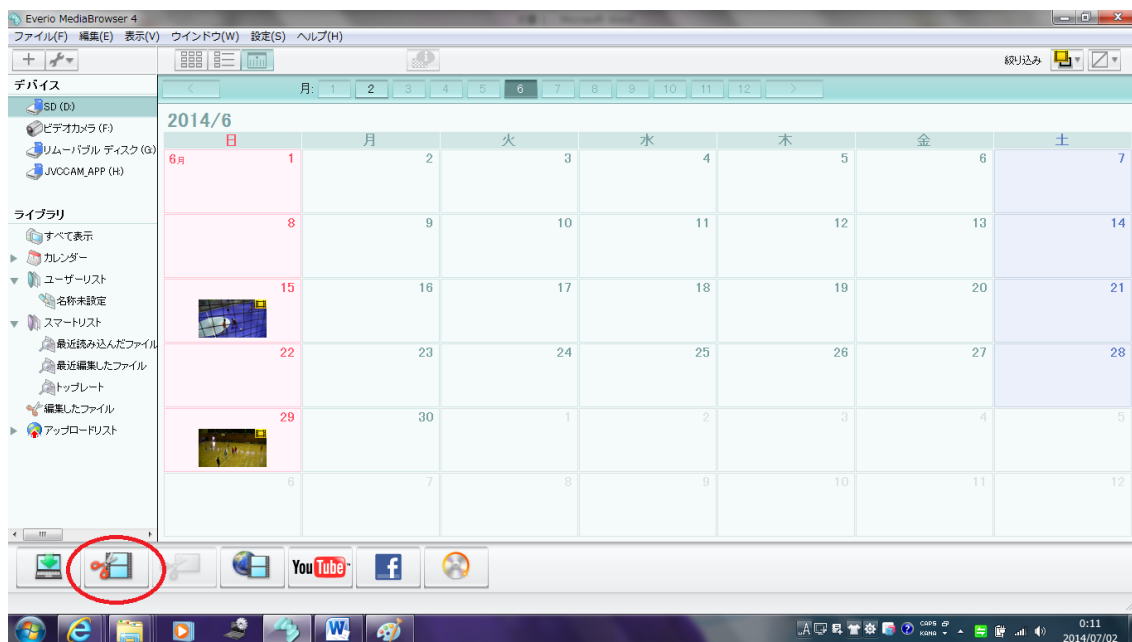 Everio MediaBrowser 4
ファイル(F) 編集(E) 表示(V) ウインドウ(W) 設定(S) ヘルプ(H)
絞り込み
デバイス
SD (D:)
ビデオカメラ (F:)
リムーバブル ディスク (G:)
JVCCAM_APP (H:)
ライブラリ
すべて表示
カレンダー
ユーザーリスト
名称未設定
スマートリスト
最近読み込んだファイル
最近編集したファイル
トップレート
編集したファイル
アップロードリスト
< 月: 1 2 3 4 5 6 7 8 9 10 11 12 >
2014/6
日 月 火 水 木 金 土
6月 1 2 3 4 5 6 7
8 9 10 11 12 13 14
15 16 17 18 19 20 21
22 23 24 25 26 27 28
29 30 1 2 3 4 5
6 7 8 9 10 11 12
You Tube
f
A CAPS KANA 0:11
2014/07/02